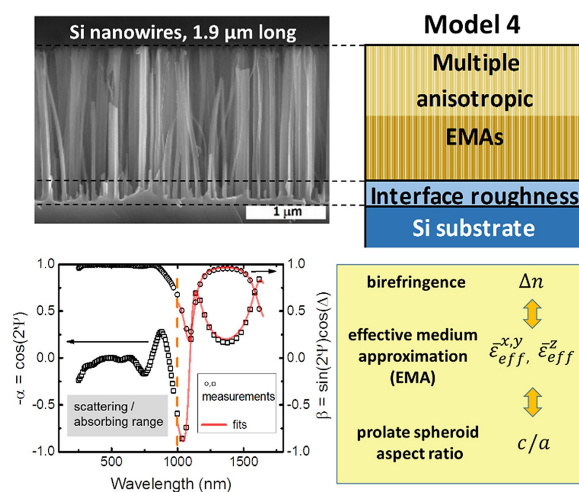 Si nanowires, 1.9 µm long
1 µm
Model 4
Multiple
anisotropic
EMAs
Interface roughness
Si substrate
-α = cos(2Ψ)
1.0
0.5
0.0
-0.5
-1.0
scattering /
absorbing range
measurements
fits
1.0
0.5
0.0
-0.5
-1.0
β = sin(2Ψ)cos(Δ)
500
1000
1500
Wavelength (nm)
birefringence Δn
effective medium
approximation
(EMA)
ε̄ˣ,ʸeff, ε̄ᶻeff
prolate spheroid
aspect ratio
c/a